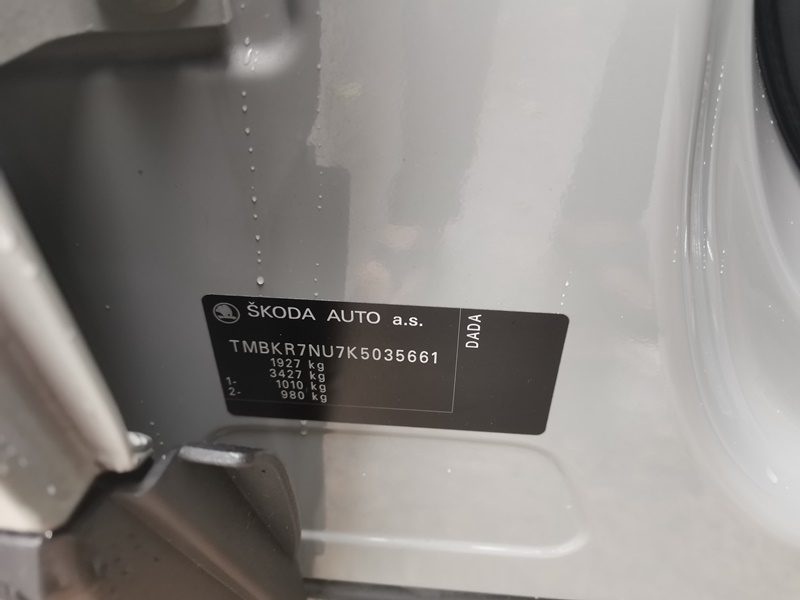 ŠKODA AUTO a.s.
TMBKR7NU7K5035661
1927 kg
3427 kg
1- 1010 kg
2- 980 kg
DADA